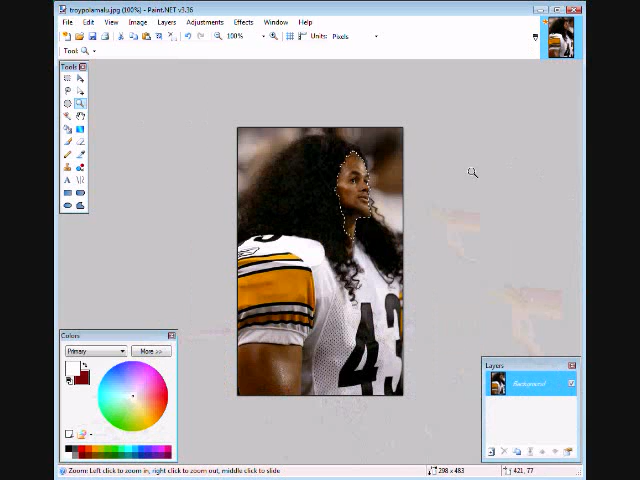 troypolamalu.jpg (100%) - Paint.NET v3.36
File Edit View Image Layers Adjustments Effects Window Help
100% Units: Pixels
Tool:
Tools
43
Colors
Primary More >>
Layers
Background
Zoom: Left click to zoom in, right click to zoom out, middle click to slide 298 x 483 421, 77